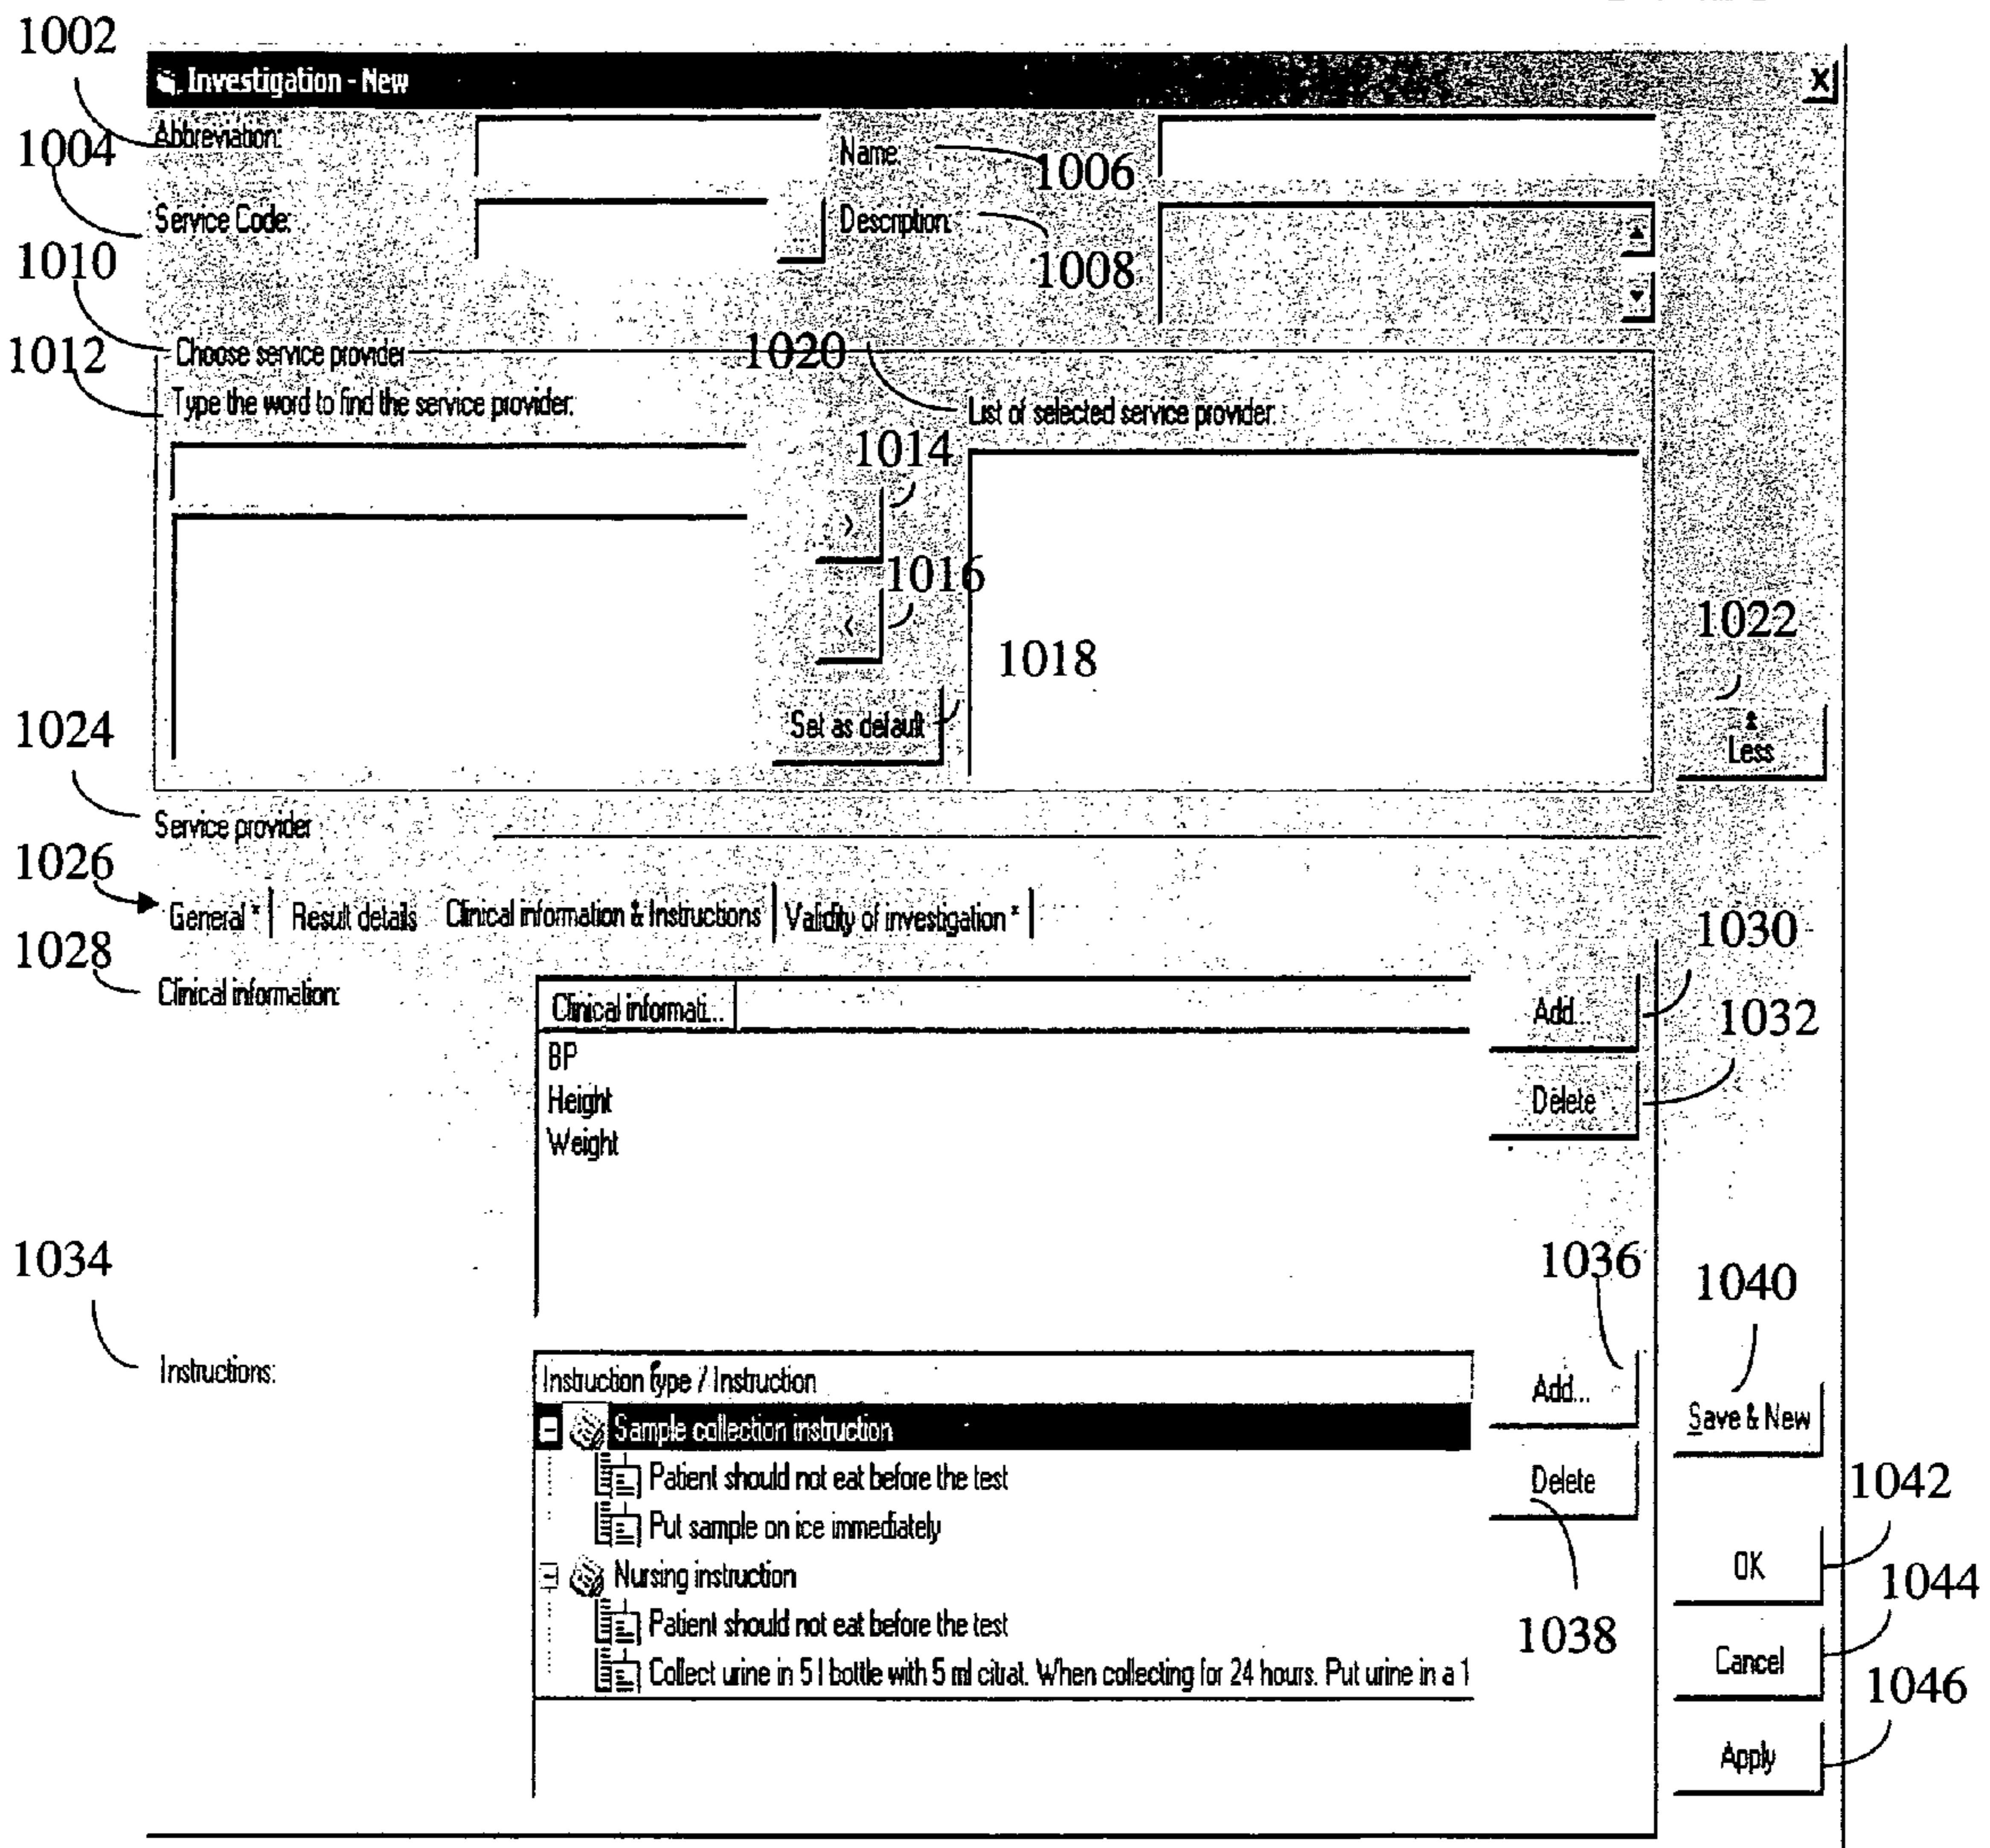 1002
Investigation - New
X
1004
Abbreviation:
Name:
1006
Service Code:
...
Description:
1008
1010
1012
Choose service provider
1020
Type the word to find the service provider:
List of selected service provider:
1014
>
1016
<
1018
1022
Set as default
Less
1024
Service provider
1026
General *
Result details
Clinical information & Instructions
Validity of investigation *
1028
Clinical information:
Clinical informati...
Add...
1030
BP
Height
Weight
Delete
1032
1034
1036
1040
Instructions:
Instruction type / Instruction
Add...
Save & New
Sample collection instruction
Patient should not eat before the test
Delete
1042
Put sample on ice immediately
OK
1044
Nursing instruction
Patient should not eat before the test
1038
Collect urine in 5 l bottle with 5 ml citrat. When collecting for 24 hours. Put urine in a 1
Cancel
1046
Apply